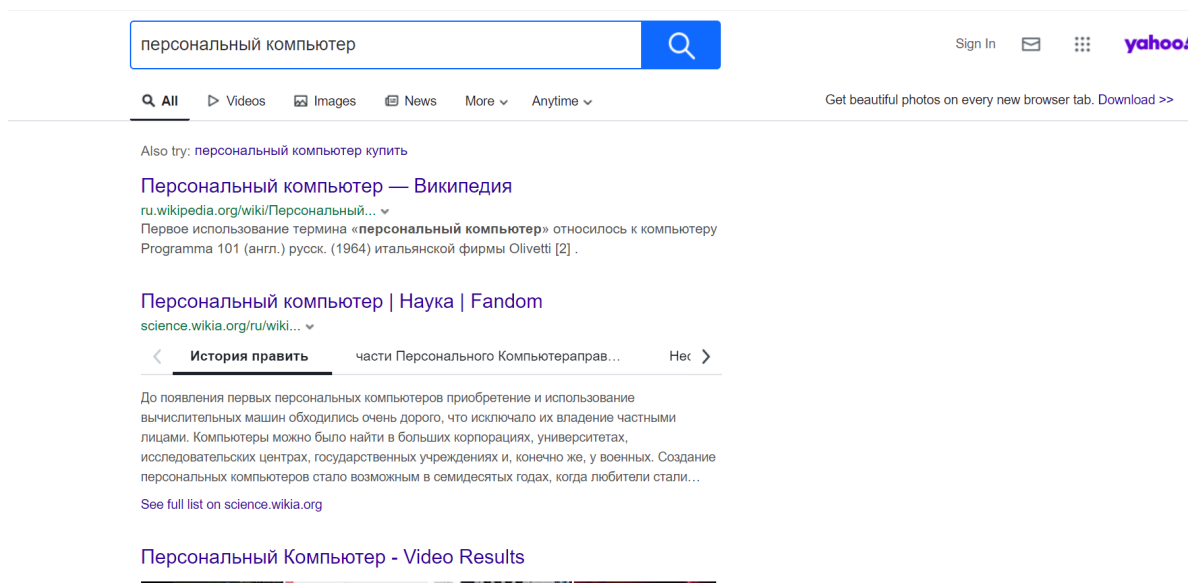 персональный компьютер
Sign In
yahoo!
All Videos Images News More Anytime
Get beautiful photos on every new browser tab. Download >>
Also try: персональный компьютер купить
Персональный компьютер — Википедия
ru.wikipedia.org/wiki/Персональный...
Первое использование термина «персональный компьютер» относилось к компьютеру
Programma 101 (англ.) русск. (1964) итальянской фирмы Olivetti [2] .
Персональный компьютер | Наука | Fandom
science.wikia.org/ru/wiki...
История править части Персонального Компьютераправ…
До появления первых персональных компьютеров приобретение и использование
вычислительных машин обходились очень дорого, что исключало их владение частными
лицами. Компьютеры можно было найти в больших корпорациях, университетах,
исследовательских центрах, государственных учреждениях и, конечно же, у военных. Создание
персональных компьютеров стало возможным в семидесятых годах, когда любители стали…
See full list on science.wikia.org
Персональный Компьютер - Video Results